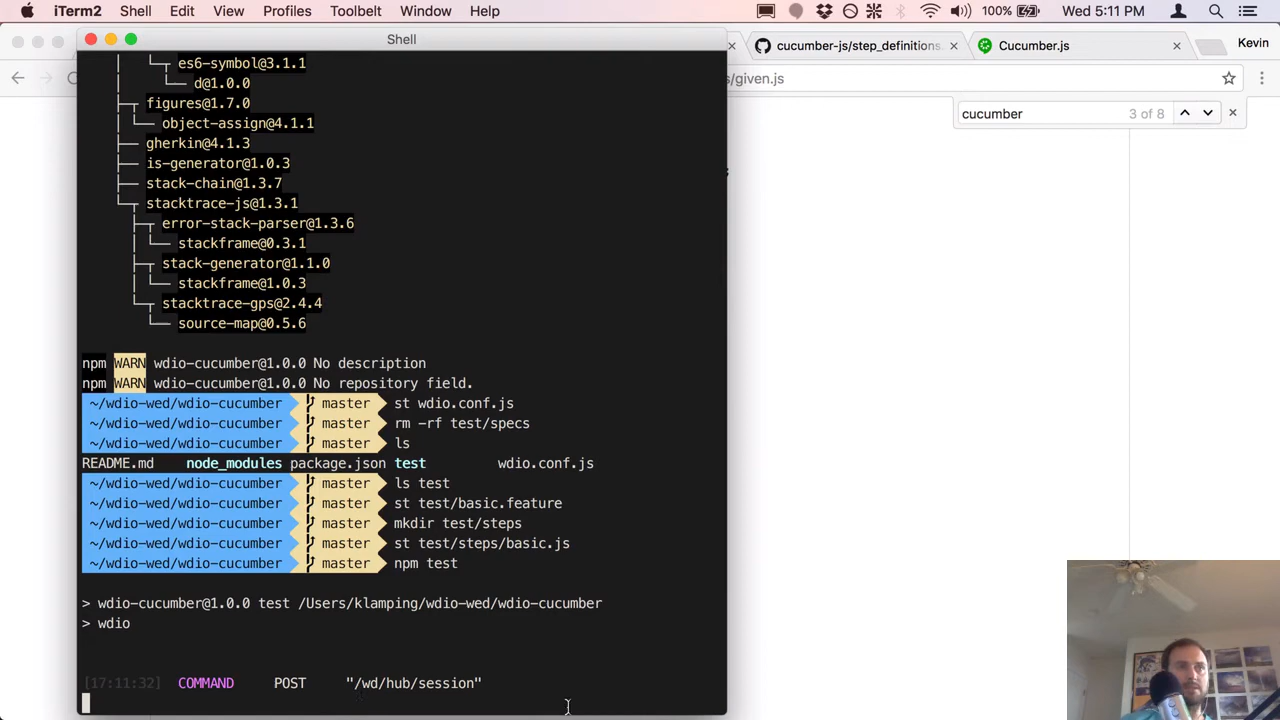 iTerm2 Shell Edit View Profiles Toolbelt Window Help 100% Wed 5:11 PM
Shell
cucumber-js/step_definitions.
Cucumber.js
Kevin
s/given.js
cucumber 3 of 8
es6-symbol@3.1.1
d@1.0.0
figures@1.7.0
object-assign@4.1.1
gherkin@4.1.3
is-generator@1.0.3
stack-chain@1.3.7
stacktrace-js@1.3.1
error-stack-parser@1.3.6
stackframe@0.3.1
stack-generator@1.1.0
stackframe@1.0.3
stacktrace-gps@2.4.4
source-map@0.5.6
npm WARN wdio-cucumber@1.0.0 No description
npm WARN wdio-cucumber@1.0.0 No repository field.
~/wdio-wed/wdio-cucumber master st wdio.conf.js
~/wdio-wed/wdio-cucumber master rm -rf test/specs
~/wdio-wed/wdio-cucumber master ls
README.md node_modules package.json test wdio.conf.js
~/wdio-wed/wdio-cucumber master ls test
~/wdio-wed/wdio-cucumber master st test/basic.feature
~/wdio-wed/wdio-cucumber master mkdir test/steps
~/wdio-wed/wdio-cucumber master st test/steps/basic.js
~/wdio-wed/wdio-cucumber master npm test
> wdio-cucumber@1.0.0 test /Users/klamping/wdio-wed/wdio-cucumber
> wdio
[17:11:32] COMMAND POST "/wd/hub/session"